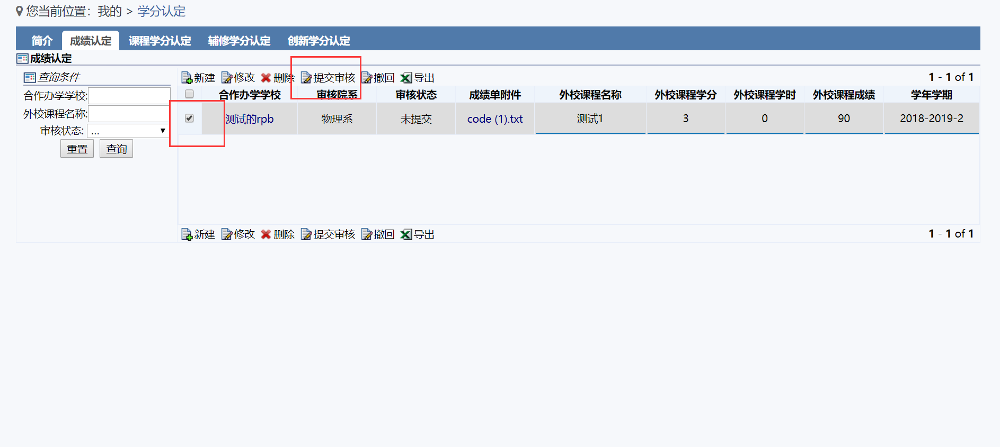 您当前位置：我的 > 学分认定
简介 成绩认定 课程学分认定 辅修学分认定 创新学分认定
成绩认定
查询条件
合作办学学校:
外校课程名称:
审核状态: ...
重置 查询
新建 修改 删除 提交审核 撤回 导出 1 - 1 of 1
合作办学学校 审核院系 审核状态 成绩单附件 外校课程名称 外校课程学分 外校课程学时 外校课程成绩 学年学期
测试的rpb 物理系 未提交 code (1).txt 测试1 3 0 90 2018-2019-2
新建 修改 删除 提交审核 撤回 导出 1 - 1 of 1